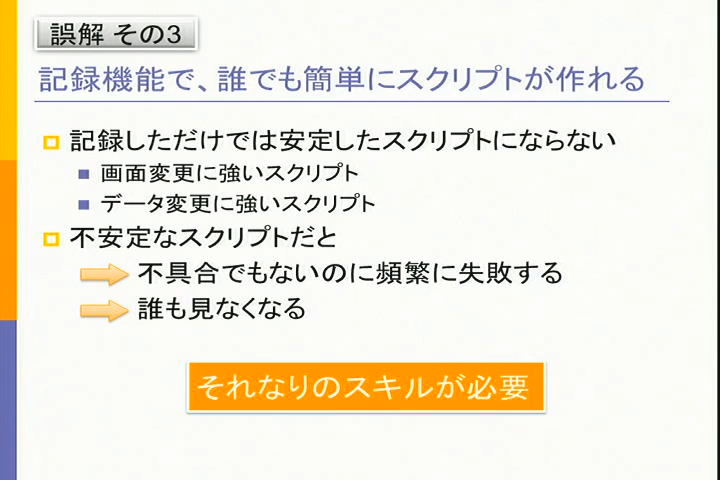 誤解 その3
記録機能で、誰でも簡単にスクリプトが作れる
記録しただけでは安定したスクリプトにならない
画面変更に強いスクリプト
データ変更に強いスクリプト
不安定なスクリプトだと
不具合でもないのに頻繁に失敗する
誰も見なくなる
それなりのスキルが必要